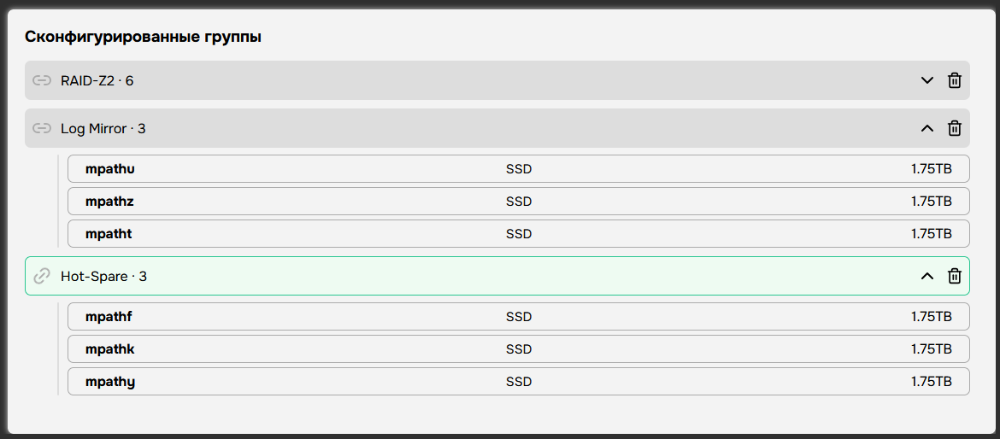 Сконфигурированные группы
RAID-Z2 · 6
Log Mirror · 3
mpathu SSD 1.75TB
mpathz SSD 1.75TB
mpatht SSD 1.75TB
Hot-Spare · 3
mpathf SSD 1.75TB
mpathk SSD 1.75TB
mpathy SSD 1.75TB